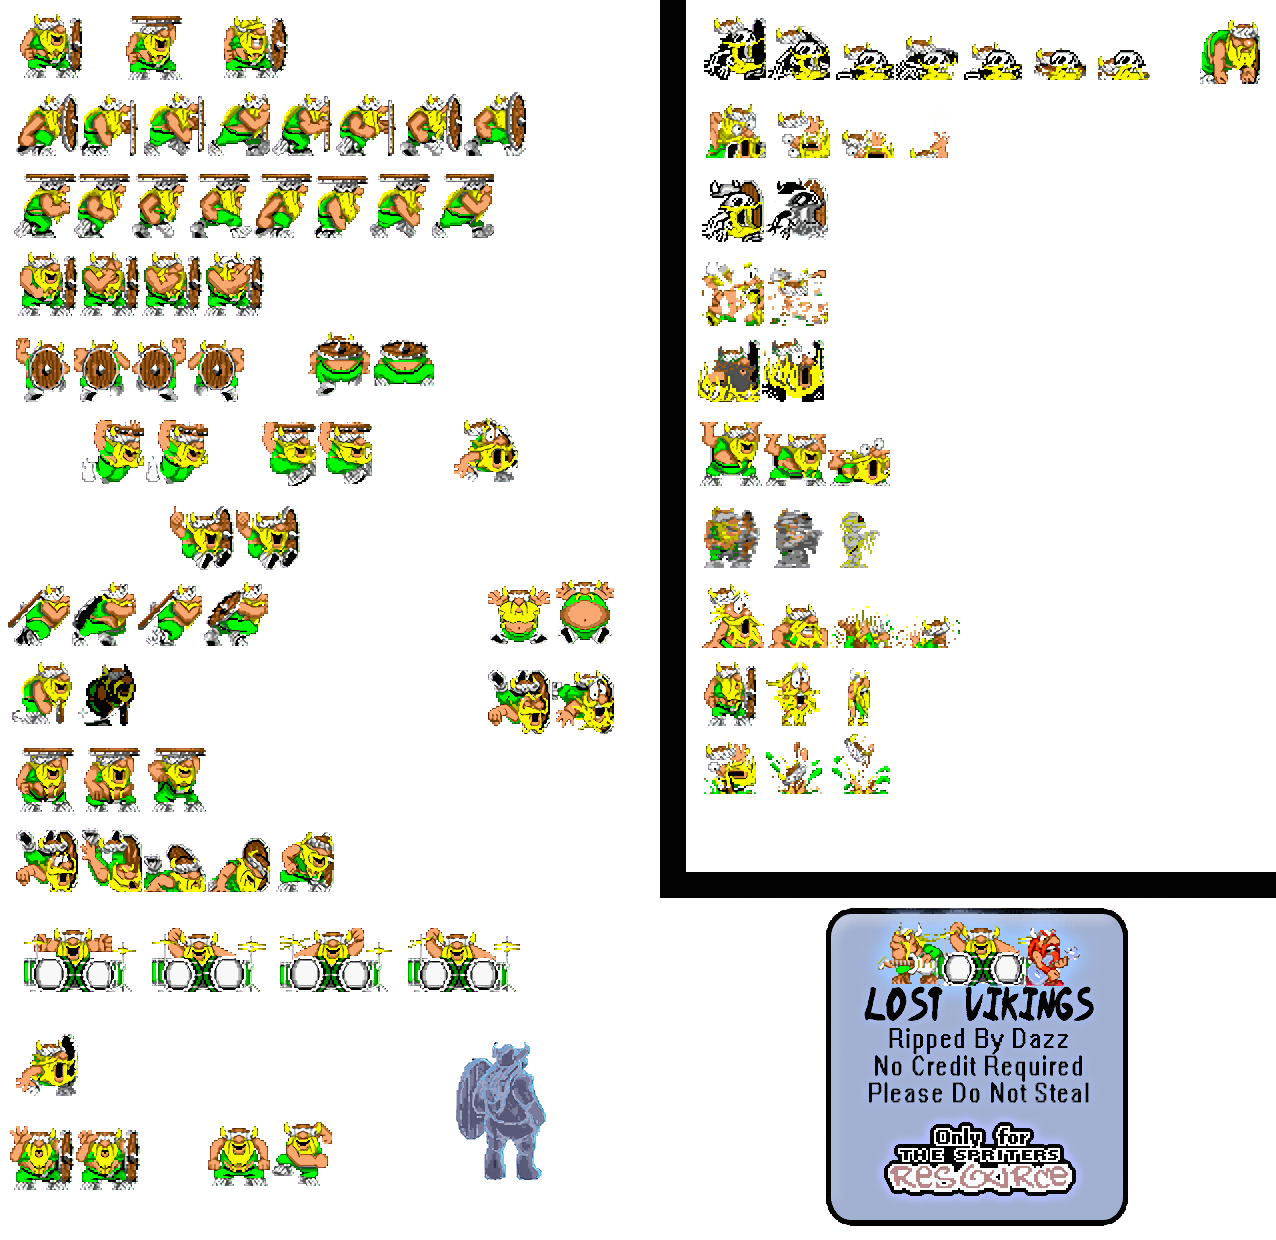 LOST VIKINGS
Ripped By Dazz
No Credit Required
Please Do Not Steal
Only for
THE SPRITERS
RESOURCE